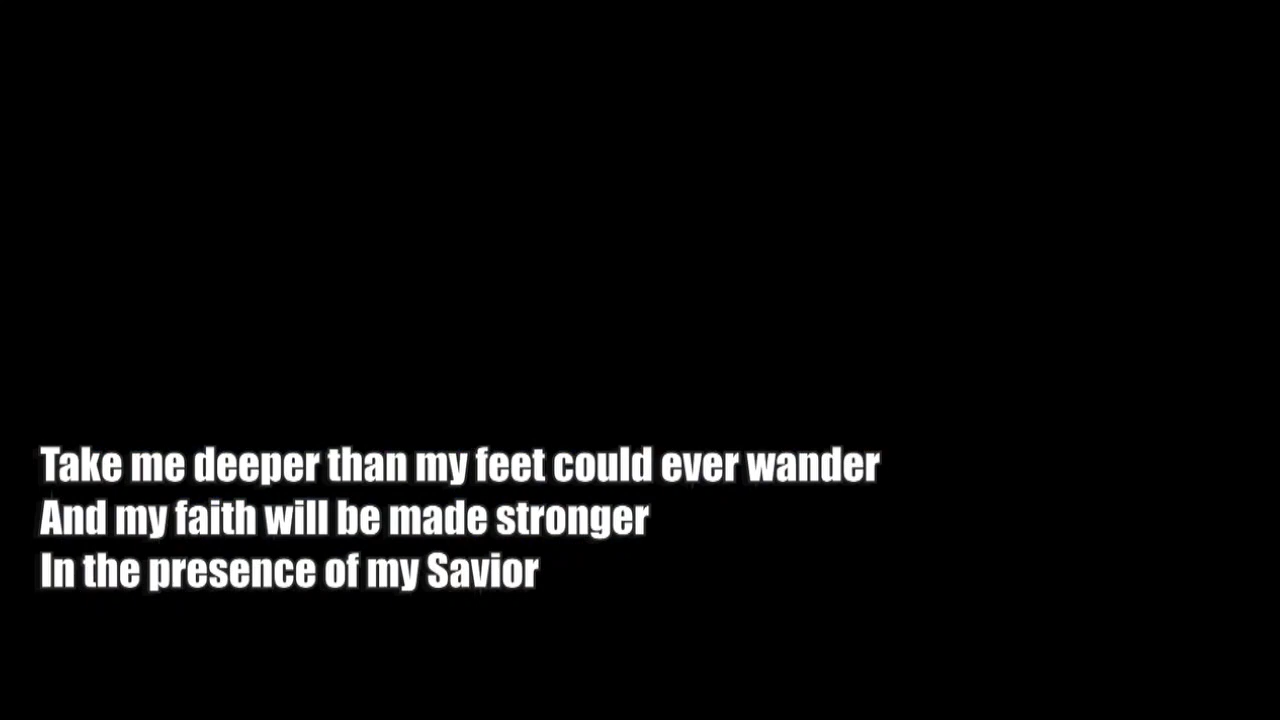 Take me deeper than my feet could ever wander
And my faith will be made stronger
In the presence of my Savior